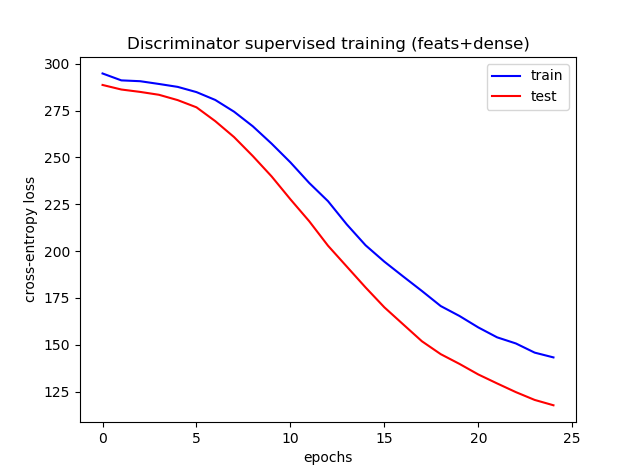 Discriminator supervised training (feats+dense)
train
test
300
275
250
225
200
175
150
125
cross-entropy loss
0 5 10 15 20 25
epochs